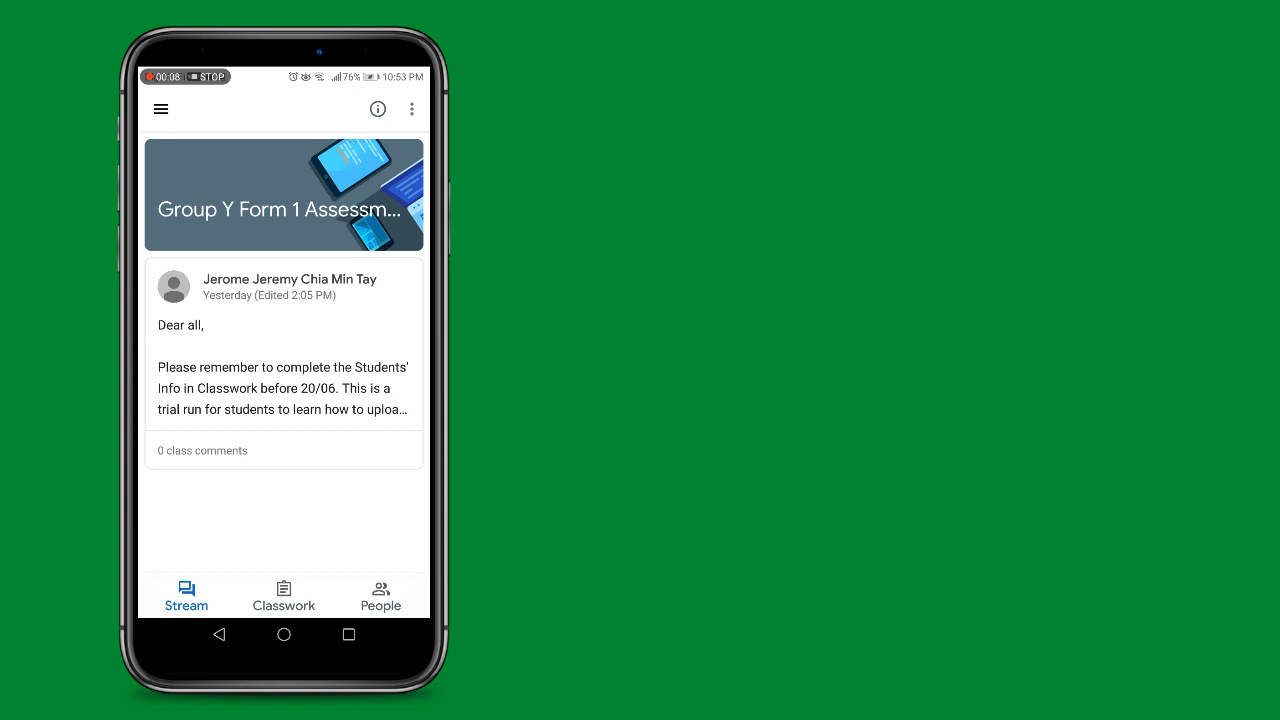 00:08 STOP 76% 10:53 PM
Group Y Form 1 Assessm...
Jerome Jeremy Chia Min Tay
Yesterday (Edited 2:05 PM)
Dear all,
Please remember to complete the Students'
Info in Classwork before 20/06. This is a
trial run for students to learn how to uploa...
0 class comments
Stream Classwork People